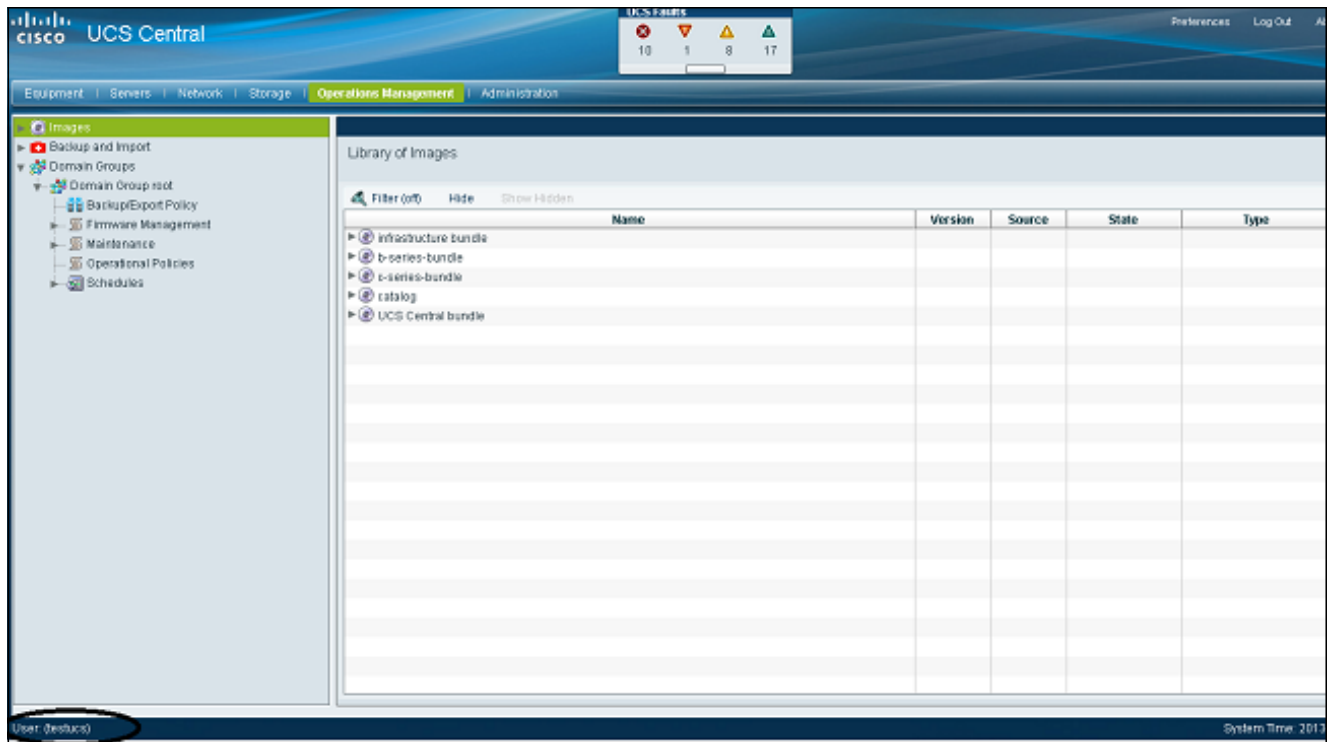 UCS Faults
cisco UCS Central
Preferences Log Out
10 1 8 17
Equipment | Servers | Network | Storage | Operations Management | Administration
Images
Backup and Import
Domain Groups
Domain Group root
Backup/Export Policy
Firmware Management
Maintenance
Operational Policies
Schedules
Library of Images
Filter (off) Hide Show Hidden
Name Version Source State Type
infrastructure bundle
b-series-bundle
c-series-bundle
catalog
UCS Central bundle
User: (testucs)
System Time: 2013